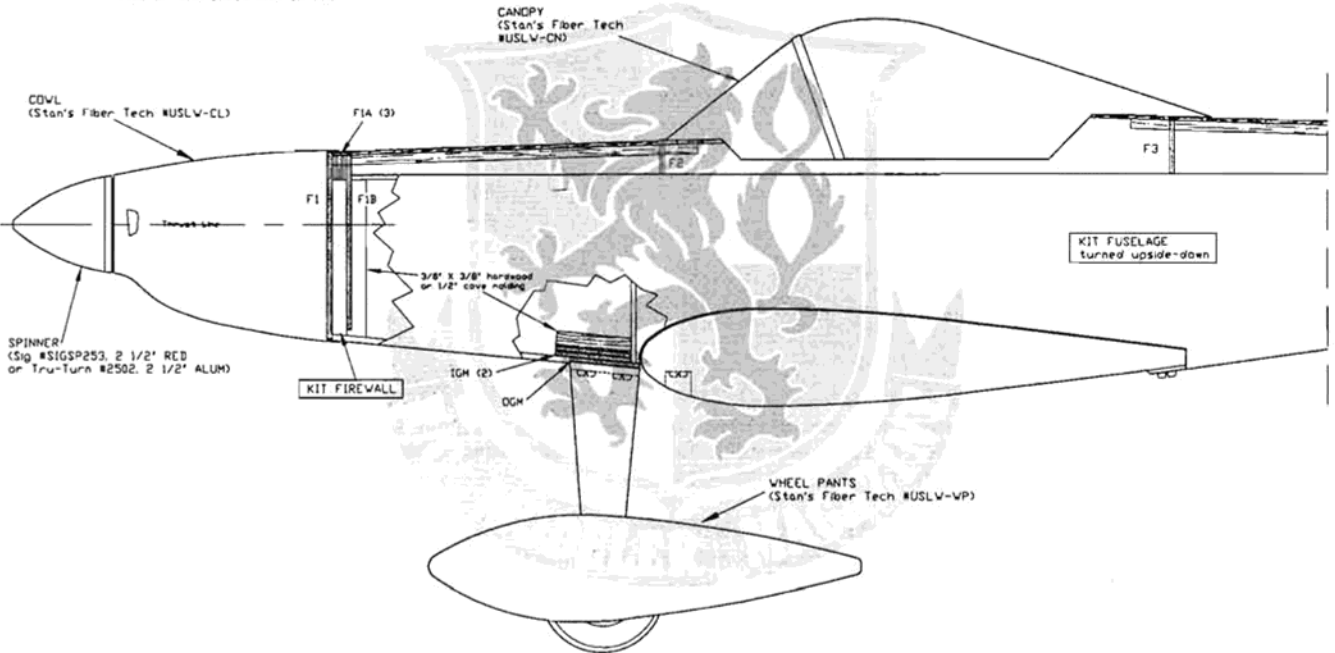 CANOPY
(Stan's Fiber Tech
#USLW-CN)
COWL
(Stan's Fiber Tech #USLW-CL)
F1A (3)
F2
F3
F1
F1B
Thrust Line
KIT FUSELAGE
turned upside-down
3/8" X 3/8" hardwood
or 1/2" cove molding
SPINNER
(Sig #SIGSP253, 2 1/2" RED
or Tru-Turn #2502, 2 1/2" ALUM)
IGM (2)
KIT FIREWALL
OGM
WHEEL PANTS
(Stan's Fiber Tech #USLW-WP)